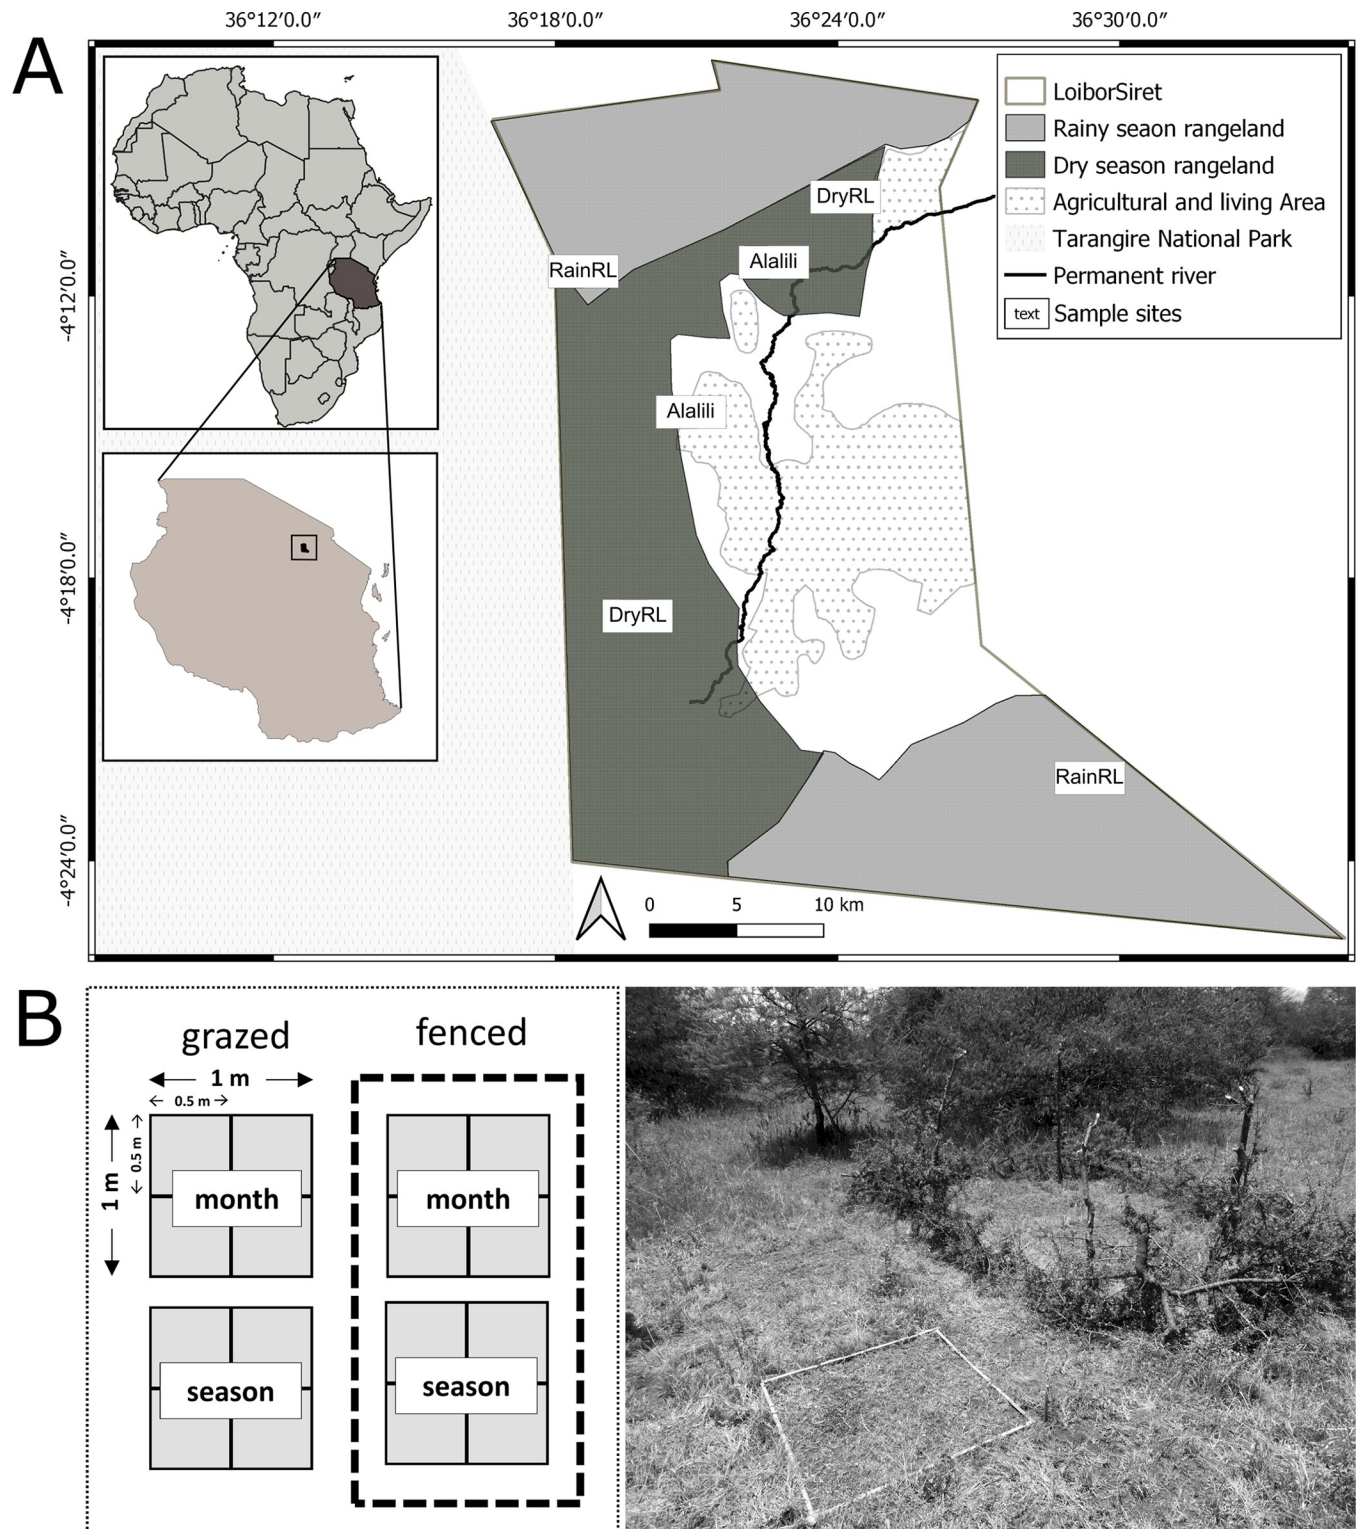 36°12′0.0″ 36°18′0.0″ 36°24′0.0″ 36°30′0.0″
A
LoiborSiret
Rainy seaon rangeland
Dry season rangeland
Agricultural and living Area
Tarangire National Park
Permanent river
text Sample sites
DryRL
RainRL
Alalili
-4°12′0.0″
Alalili
-4°18′0.0″
DryRL
RainRL
-4°24′0.0″
0 5 10 km
B
grazed fenced
1 m
0.5 m
1 m
0.5 m
month month
season season